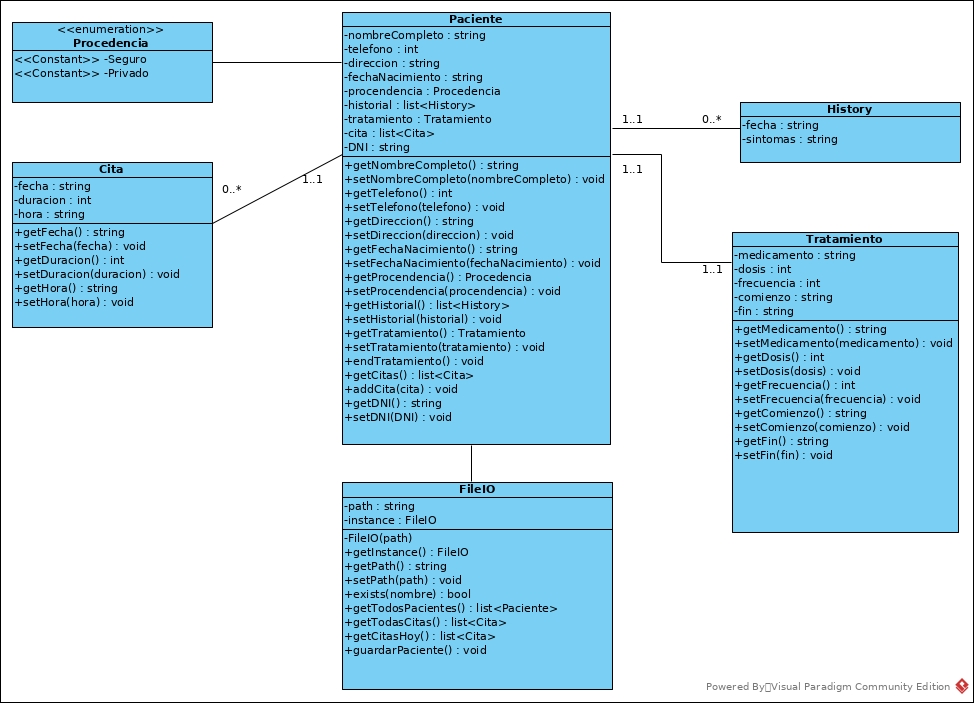 <<enumeration>>
Procedencia
<<Constant>> -Seguro
<<Constant>> -Privado
Paciente
-nombreCompleto : string
-telefono : int
-direccion : string
-fechaNacimiento : string
-procendencia : Procedencia
-historial : list<History>
-tratamiento : Tratamiento
-cita : list<Cita>
-DNI : string
+getNombreCompleto() : string
+setNombreCompleto(nombreCompleto) : void
+getTelefono() : int
+setTelefono(telefono) : void
+getDireccion() : string
+setDireccion(direccion) : void
+getFechaNacimiento() : string
+setFechaNacimiento(fechaNacimiento) : void
+getProcendencia() : Procedencia
+setProcendencia(procendencia) : void
+getHistorial() : list<History>
+setHistorial(historial) : void
+getTratamiento() : Tratamiento
+setTratamiento(tratamiento) : void
+endTratamiento() : void
+getCitas() : list<Cita>
+addCita(cita) : void
+getDNI() : string
+setDNI(DNI) : void
1..1
0..*
History
-fecha : string
-sintomas : string
Cita
-fecha : string
-duracion : int
-hora : string
+getFecha() : string
+setFecha(fecha) : void
+getDuracion() : int
+setDuracion(duracion) : void
+getHora() : string
+setHora(hora) : void
0..*
1..1
1..1
1..1
Tratamiento
-medicamento : string
-dosis : int
-frecuencia : int
-comienzo : string
-fin : string
+getMedicamento() : string
+setMedicamento(medicamento) : void
+getDosis() : int
+setDosis(dosis) : void
+getFrecuencia() : int
+setFrecuencia(frecuencia) : void
+getComienzo() : string
+setComienzo(comienzo) : void
+getFin() : string
+setFin(fin) : void
FileIO
-path : string
-instance : FileIO
-FileIO(path)
+getInstance() : FileIO
+getPath() : string
+setPath(path) : void
+exists(nombre) : bool
+getTodosPacientes() : list<Paciente>
+getTodasCitas() : list<Cita>
+getCitasHoy() : list<Cita>
+guardarPaciente() : void
Powered By Visual Paradigm Community Edition